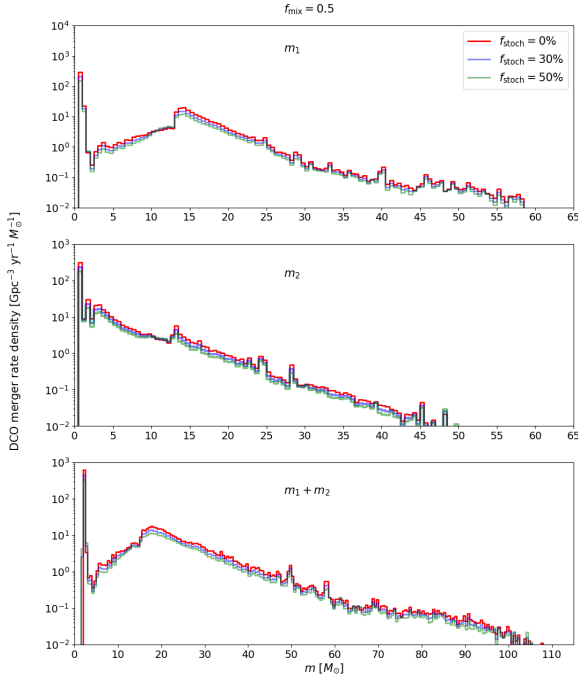 f_mix = 0.5
10^4
10^3
10^2
10^1
10^0
10^-1
10^-2
m_1
f_stoch = 0%
f_stoch = 30%
f_stoch = 50%
0 5 10 15 20 25 30 35 40 45 50 55 60 65
DCO merger rate density [Gpc^-3 yr^-1 M_⊙^-1]
10^3
10^2
10^1
10^0
10^-1
10^-2
m_2
0 5 10 15 20 25 30 35 40 45 50 55 60 65
10^3
10^2
10^1
10^0
10^-1
10^-2
m_1 + m_2
0 10 20 30 40 50 60 70 80 90 100 110
m [M_⊙]